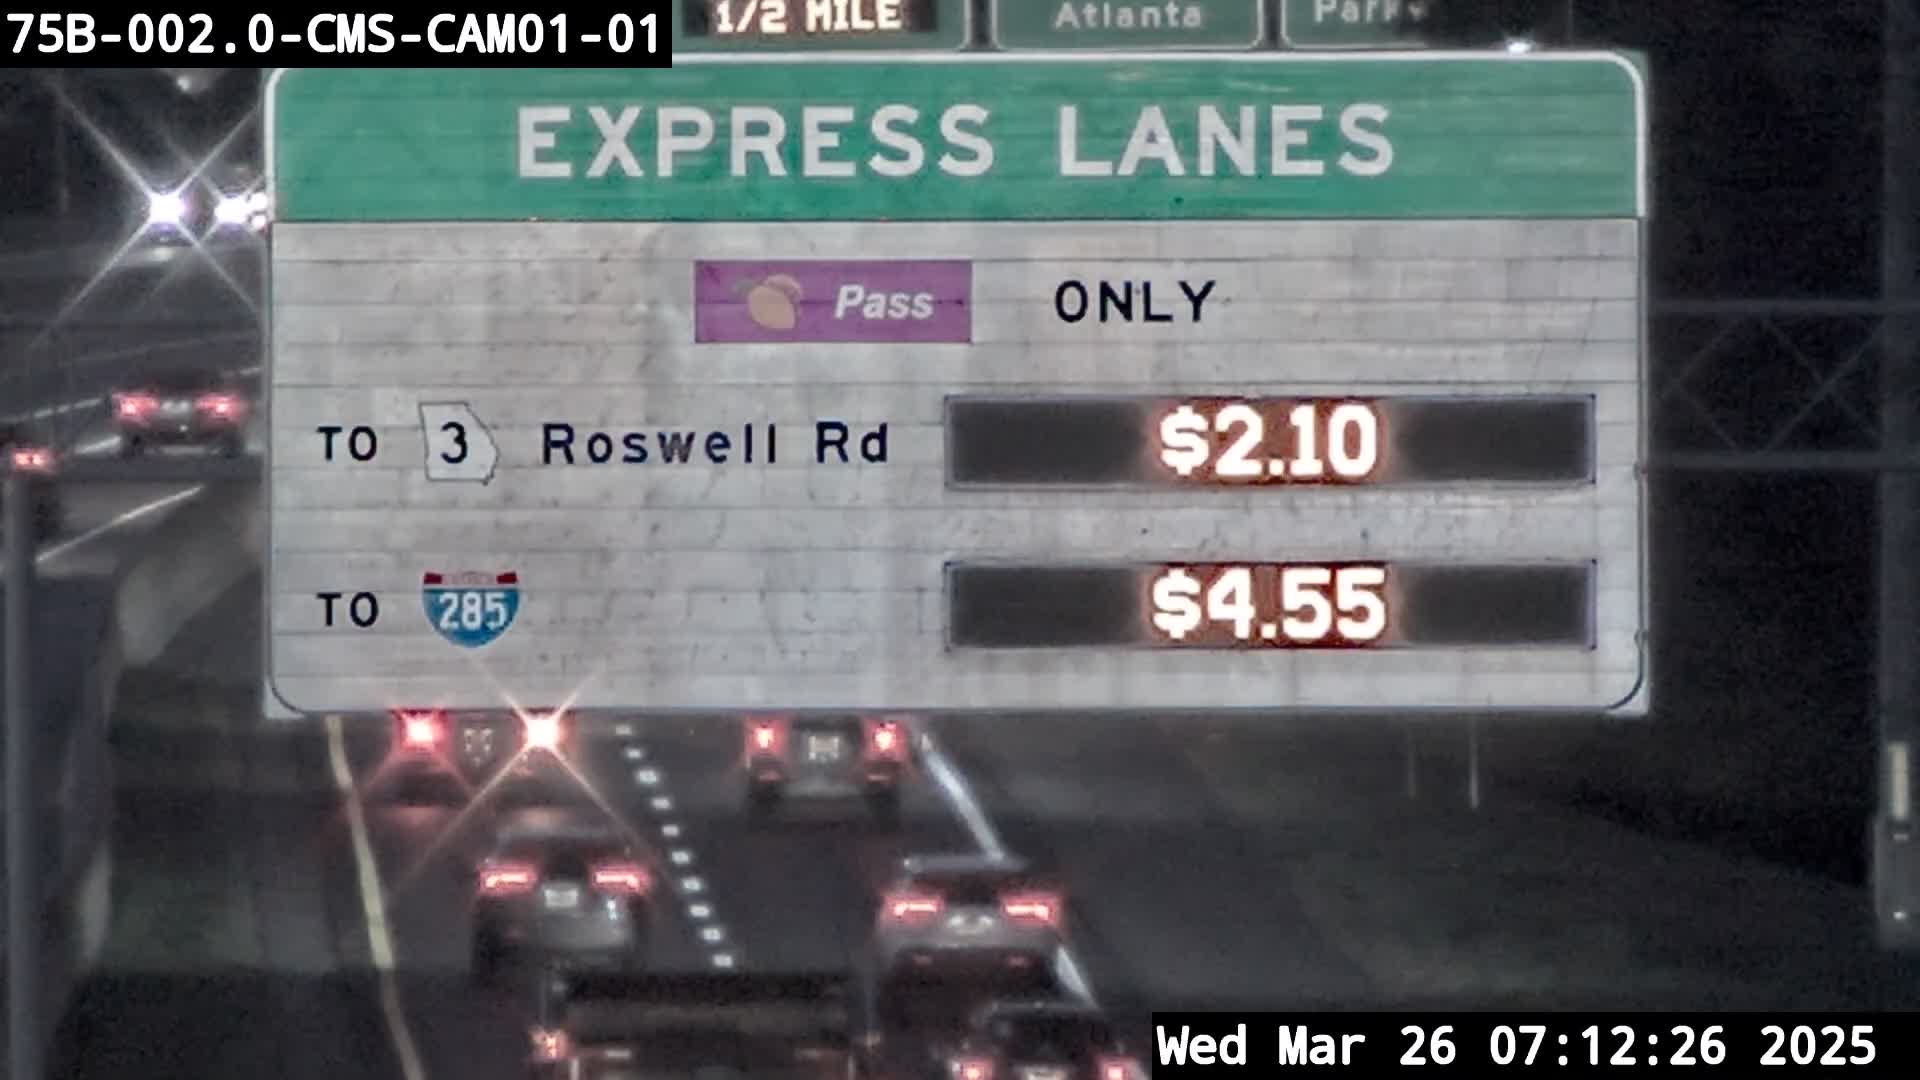 75B-002.0-CMS-CAM01-01
1/2 MILE
Atlanta
EXPRESS LANES
Pass ONLY
TO 3 Roswell Rd $2.10
TO 285 $4.55
Wed Mar 26 07:12:26 2025